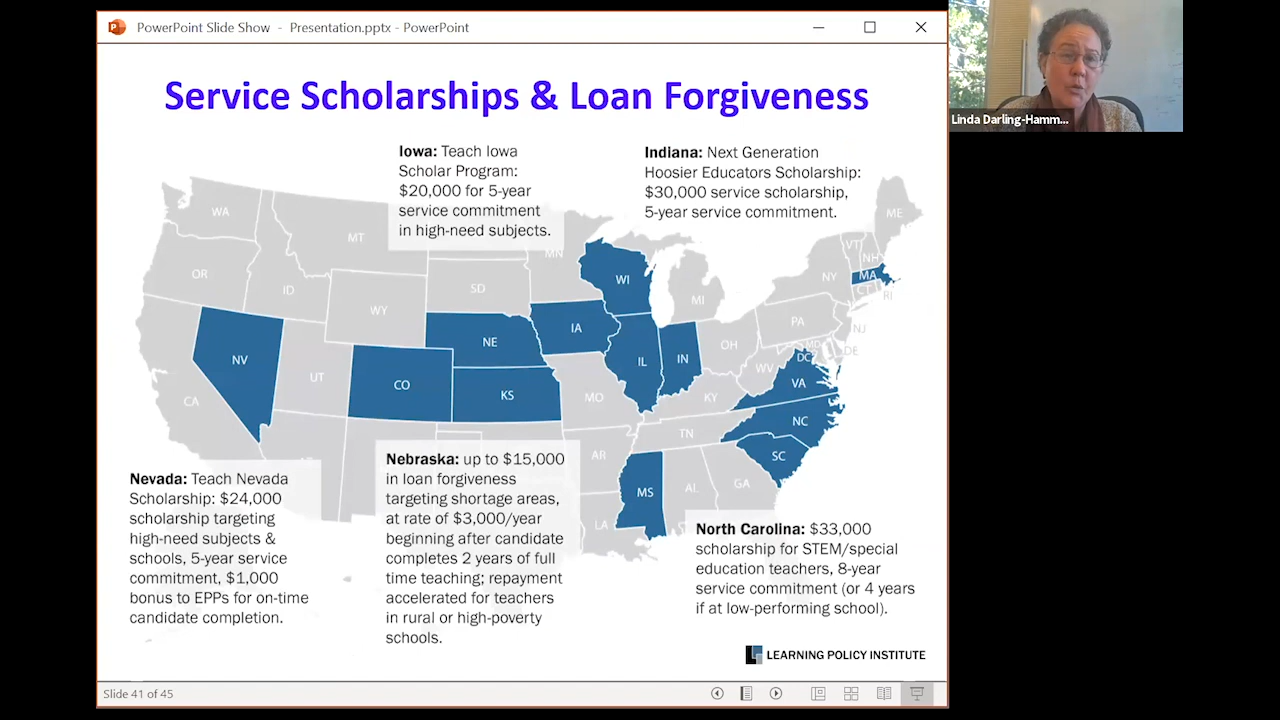 PowerPoint Slide Show - Presentation.pptx - PowerPoint
Linda Darling-Hamm...
Service Scholarships & Loan Forgiveness
Iowa: Teach Iowa
Scholar Program:
$20,000 for 5-year
service commitment
in high-need subjects.
Indiana: Next Generation
Hoosier Educators Scholarship:
$30,000 service scholarship,
5-year service commitment.
WA
MT
MN
ME
VT
NH
OR
ID
SD
WI
NY
MA
CT
RI
WY
MI
NE
IA
PA
NJ
NV
UT
CO
KS
IL
IN
OH
MD
DE
DC
WV
VA
CA
MO
KY
NC
TN
SC
AR
MS
AL
GA
LA
Nevada: Teach Nevada
Scholarship: $24,000
scholarship targeting
high-need subjects &
schools, 5-year service
commitment, $1,000
bonus to EPPs for on-time
candidate completion.
Nebraska: up to $15,000
in loan forgiveness
targeting shortage areas,
at rate of $3,000/year
beginning after candidate
completes 2 years of full
time teaching; repayment
accelerated for teachers
in rural or high-poverty
schools.
North Carolina: $33,000
scholarship for STEM/special
education teachers, 8-year
service commitment (or 4 years
if at low-performing school).
LEARNING POLICY INSTITUTE
Slide 41 of 45